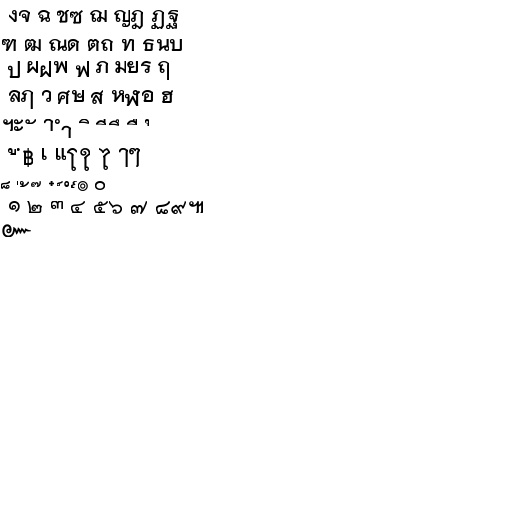 งจ ฉ ชซ ฌ ญฎ ฏฐ
ฑ ฒ ณด ตถ ท ธนบ
ป ผฝพ ฟ ภ มยร ฤ
ลฦ ว ศษ ส หฬอ ฮ
ฯะ ั า ำ ิ ี ึ ื ุ
ู ฺ ฿ เ แโใ ไ ๅๆ
็ ่ ้ ๊ ๋ ์ ํ ๎ ๏ ๐
๑ ๒ ๓ ๔ ๕๖ ๗ ๘๙๚
๛